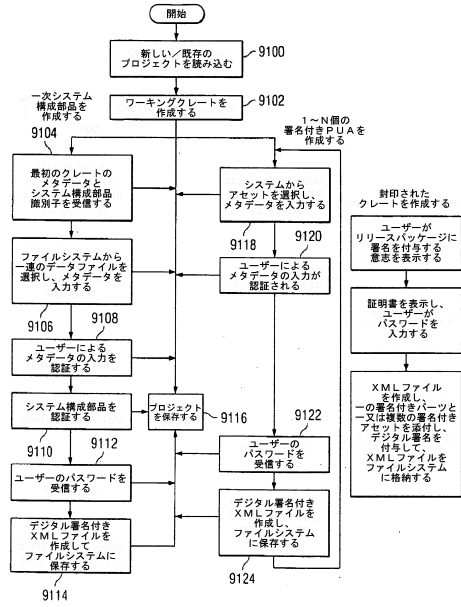 開始
新しい／既存の
プロジェクトを読み込む
9100
ワーキングクレートを
作成する
9102
一次システム
構成部品を
作成する
9104
最初のクレートの
メタデータと
システム構成部品
識別子を受信する
ファイルシステムから
一連のデータファイルを
選択し、メタデータを
入力する
9106
9108
ユーザーによる
メタデータの入力を
認証する
システム構成部品を
認証する
9110
9112
ユーザーのパスワードを
受信する
デジタル署名付き
XMLファイルを
作成して
ファイルシステムに
保存する
9114
プロジェクト
を保存する
9116
1～N個の
署名付きPUAを
作成する
システムから
アセットを選択し、
メタデータを入力する
9118
9120
ユーザーによる
メタデータの入力が
認証される
9122
ユーザーの
パスワードを
受信する
デジタル署名付き
XMLファイルを
作成し、
ファイルシステム
に保存する
9124
封印された
クレートを作成する
ユーザーが
リリースパッケージに
署名を付与する
意志を表示する
証明書を表示し、
ユーザーが
パスワードを
入力する
XMLファイル
を作成し、
一の署名付きパーツと
一又は複数の署名付き
アセットを添付し、
デジタル署名を
付与して、
XMLファイルを
ファイルシステム
に格納する